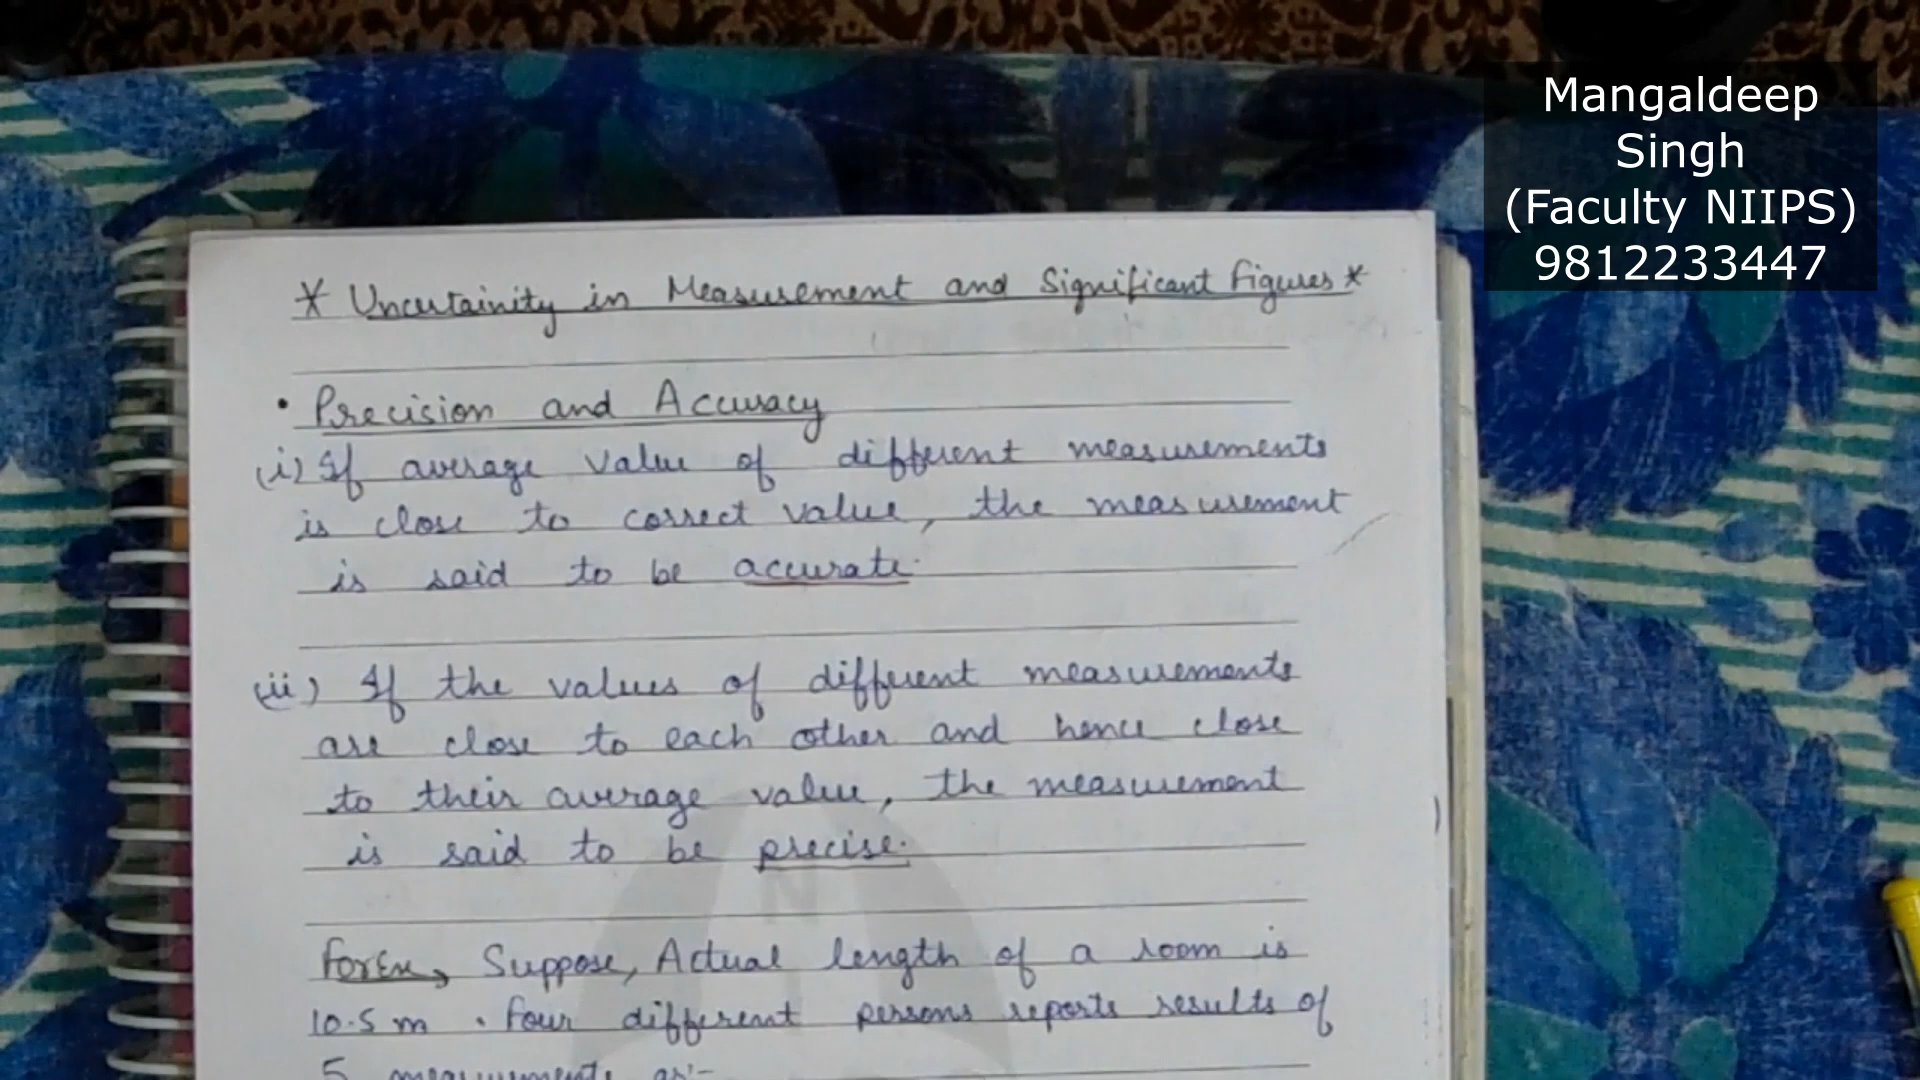 Mangaldeep
Singh
(Faculty NIIPS)
9812233447
* Uncertainity in Measurement and Significant figures *
• Precision and Accuracy
(i) If average value of different measurements
is close to correct value, the measurement
is said to be accurate.
(ii) If the values of different measurements
are close to each other and hence close
to their average value, the measurement
is said to be precise.
N
for Ex, Suppose, Actual length of a room is
10.5 m . four different persons reports results of
5 measurements as:-